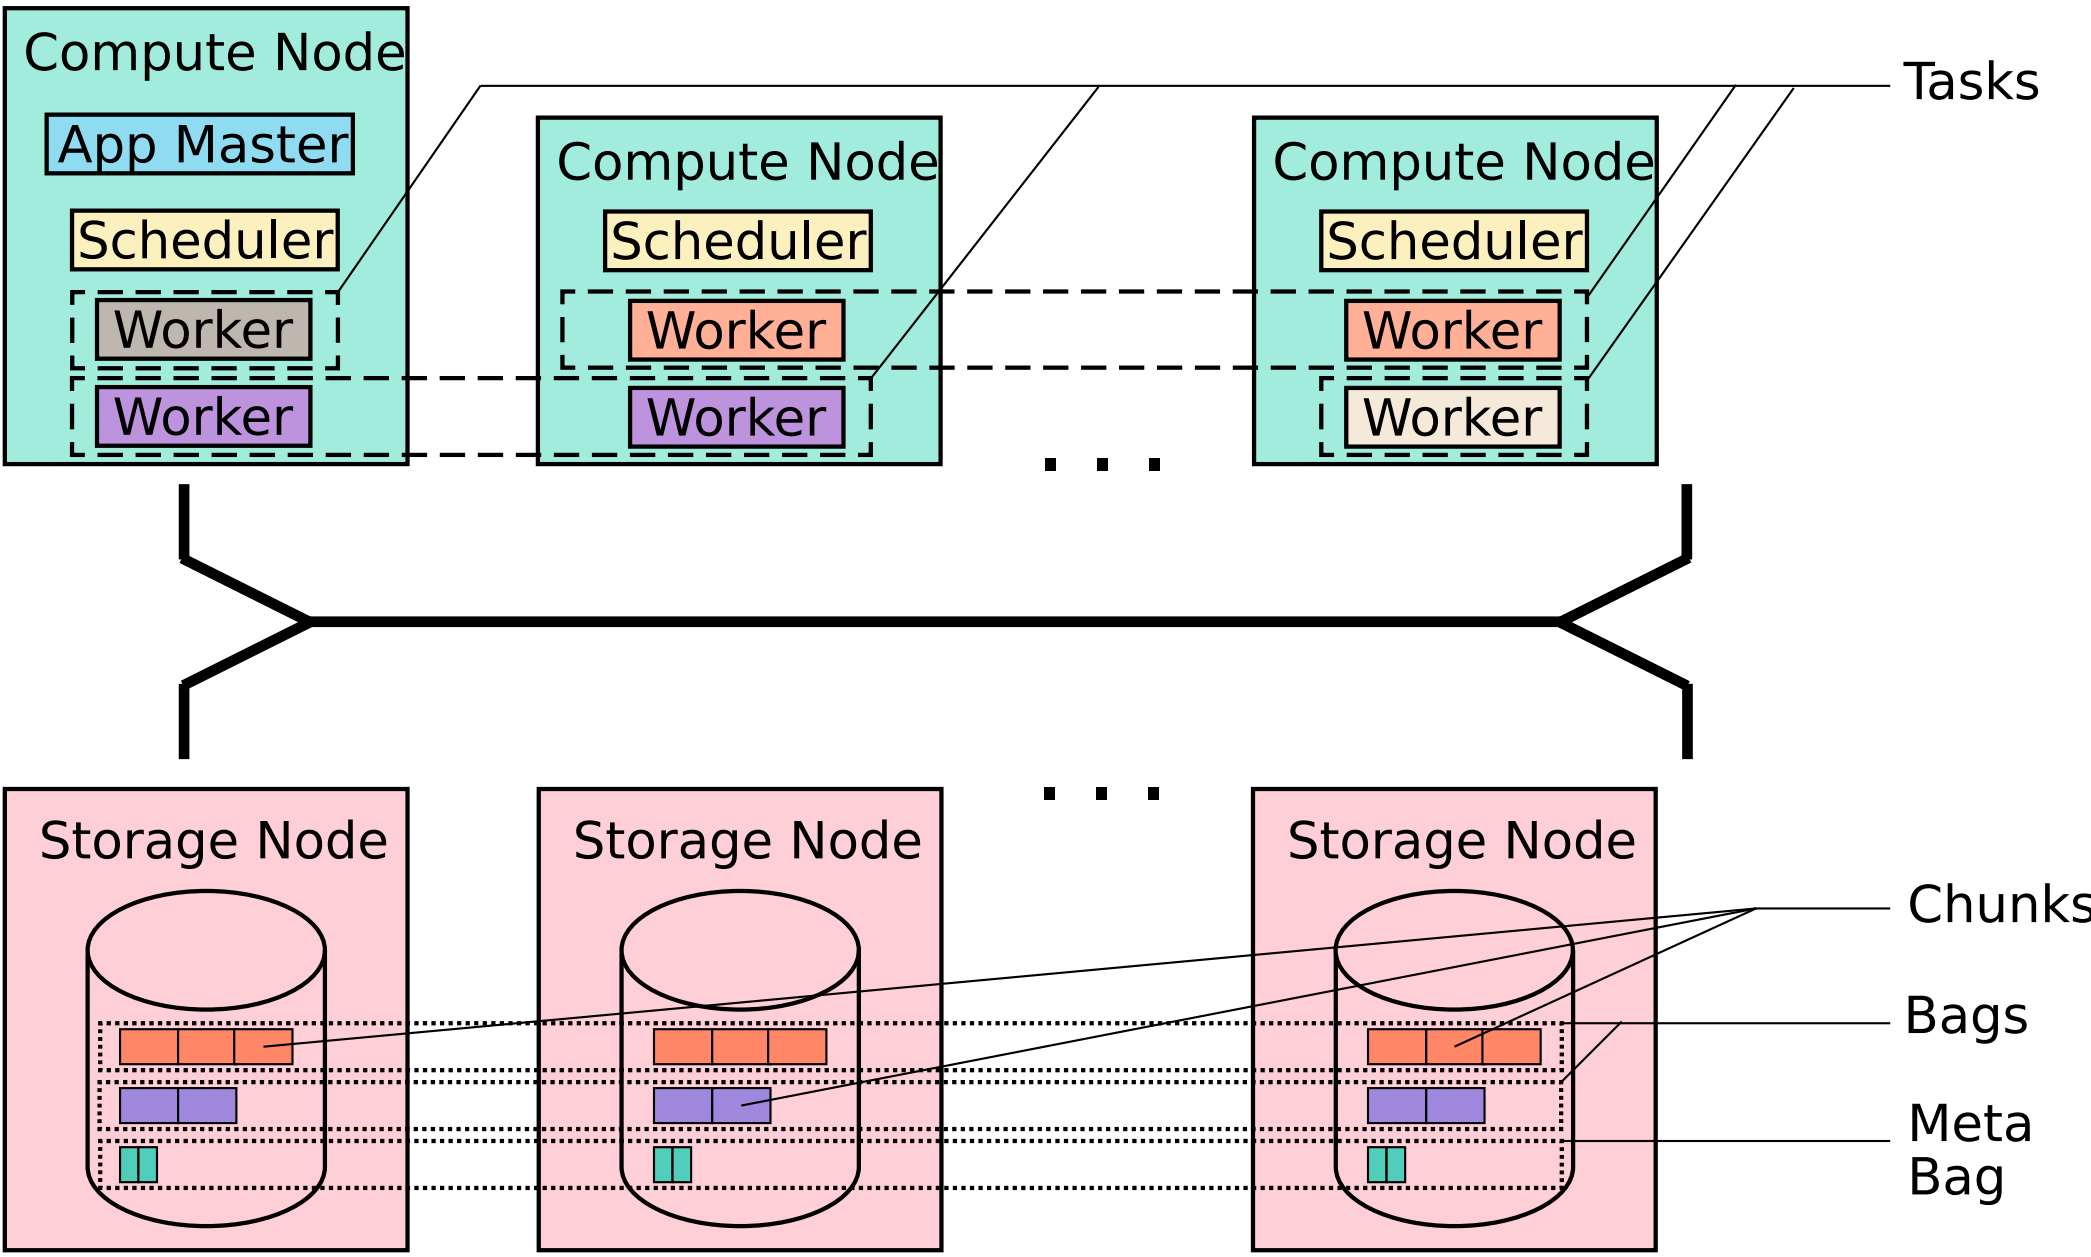 Compute Node
App Master
Scheduler
Worker
Worker
Compute Node
Scheduler
Worker
Worker
. . .
Compute Node
Scheduler
Worker
Worker
Tasks
Storage Node
Storage Node
. . .
Storage Node
Chunks
Bags
Meta
Bag